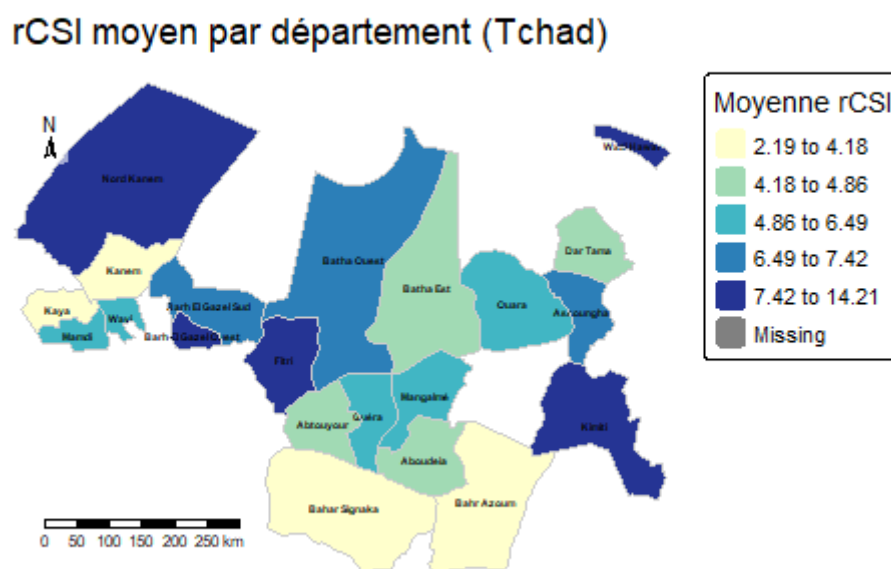 rCSI moyen par département (Tchad)
N
Moyenne rCSI
2.19 to 4.18
4.18 to 4.86
4.86 to 6.49
6.49 to 7.42
7.42 to 14.21
Missing
Nord Kanem
Kanem
Kaya
Mamdi
Wayi
Barh El Gazel Sud
Barh El Gazel Ouest
Batha Ouest
Batha Est
Ouara
Dar Tama
Assoungha
Fitri
Abtouyour
Guéra
Mangalmé
Aboudeia
Kimiti
Bahar Signaka
Bahr Azoum
0 50 100 150 200 250 km